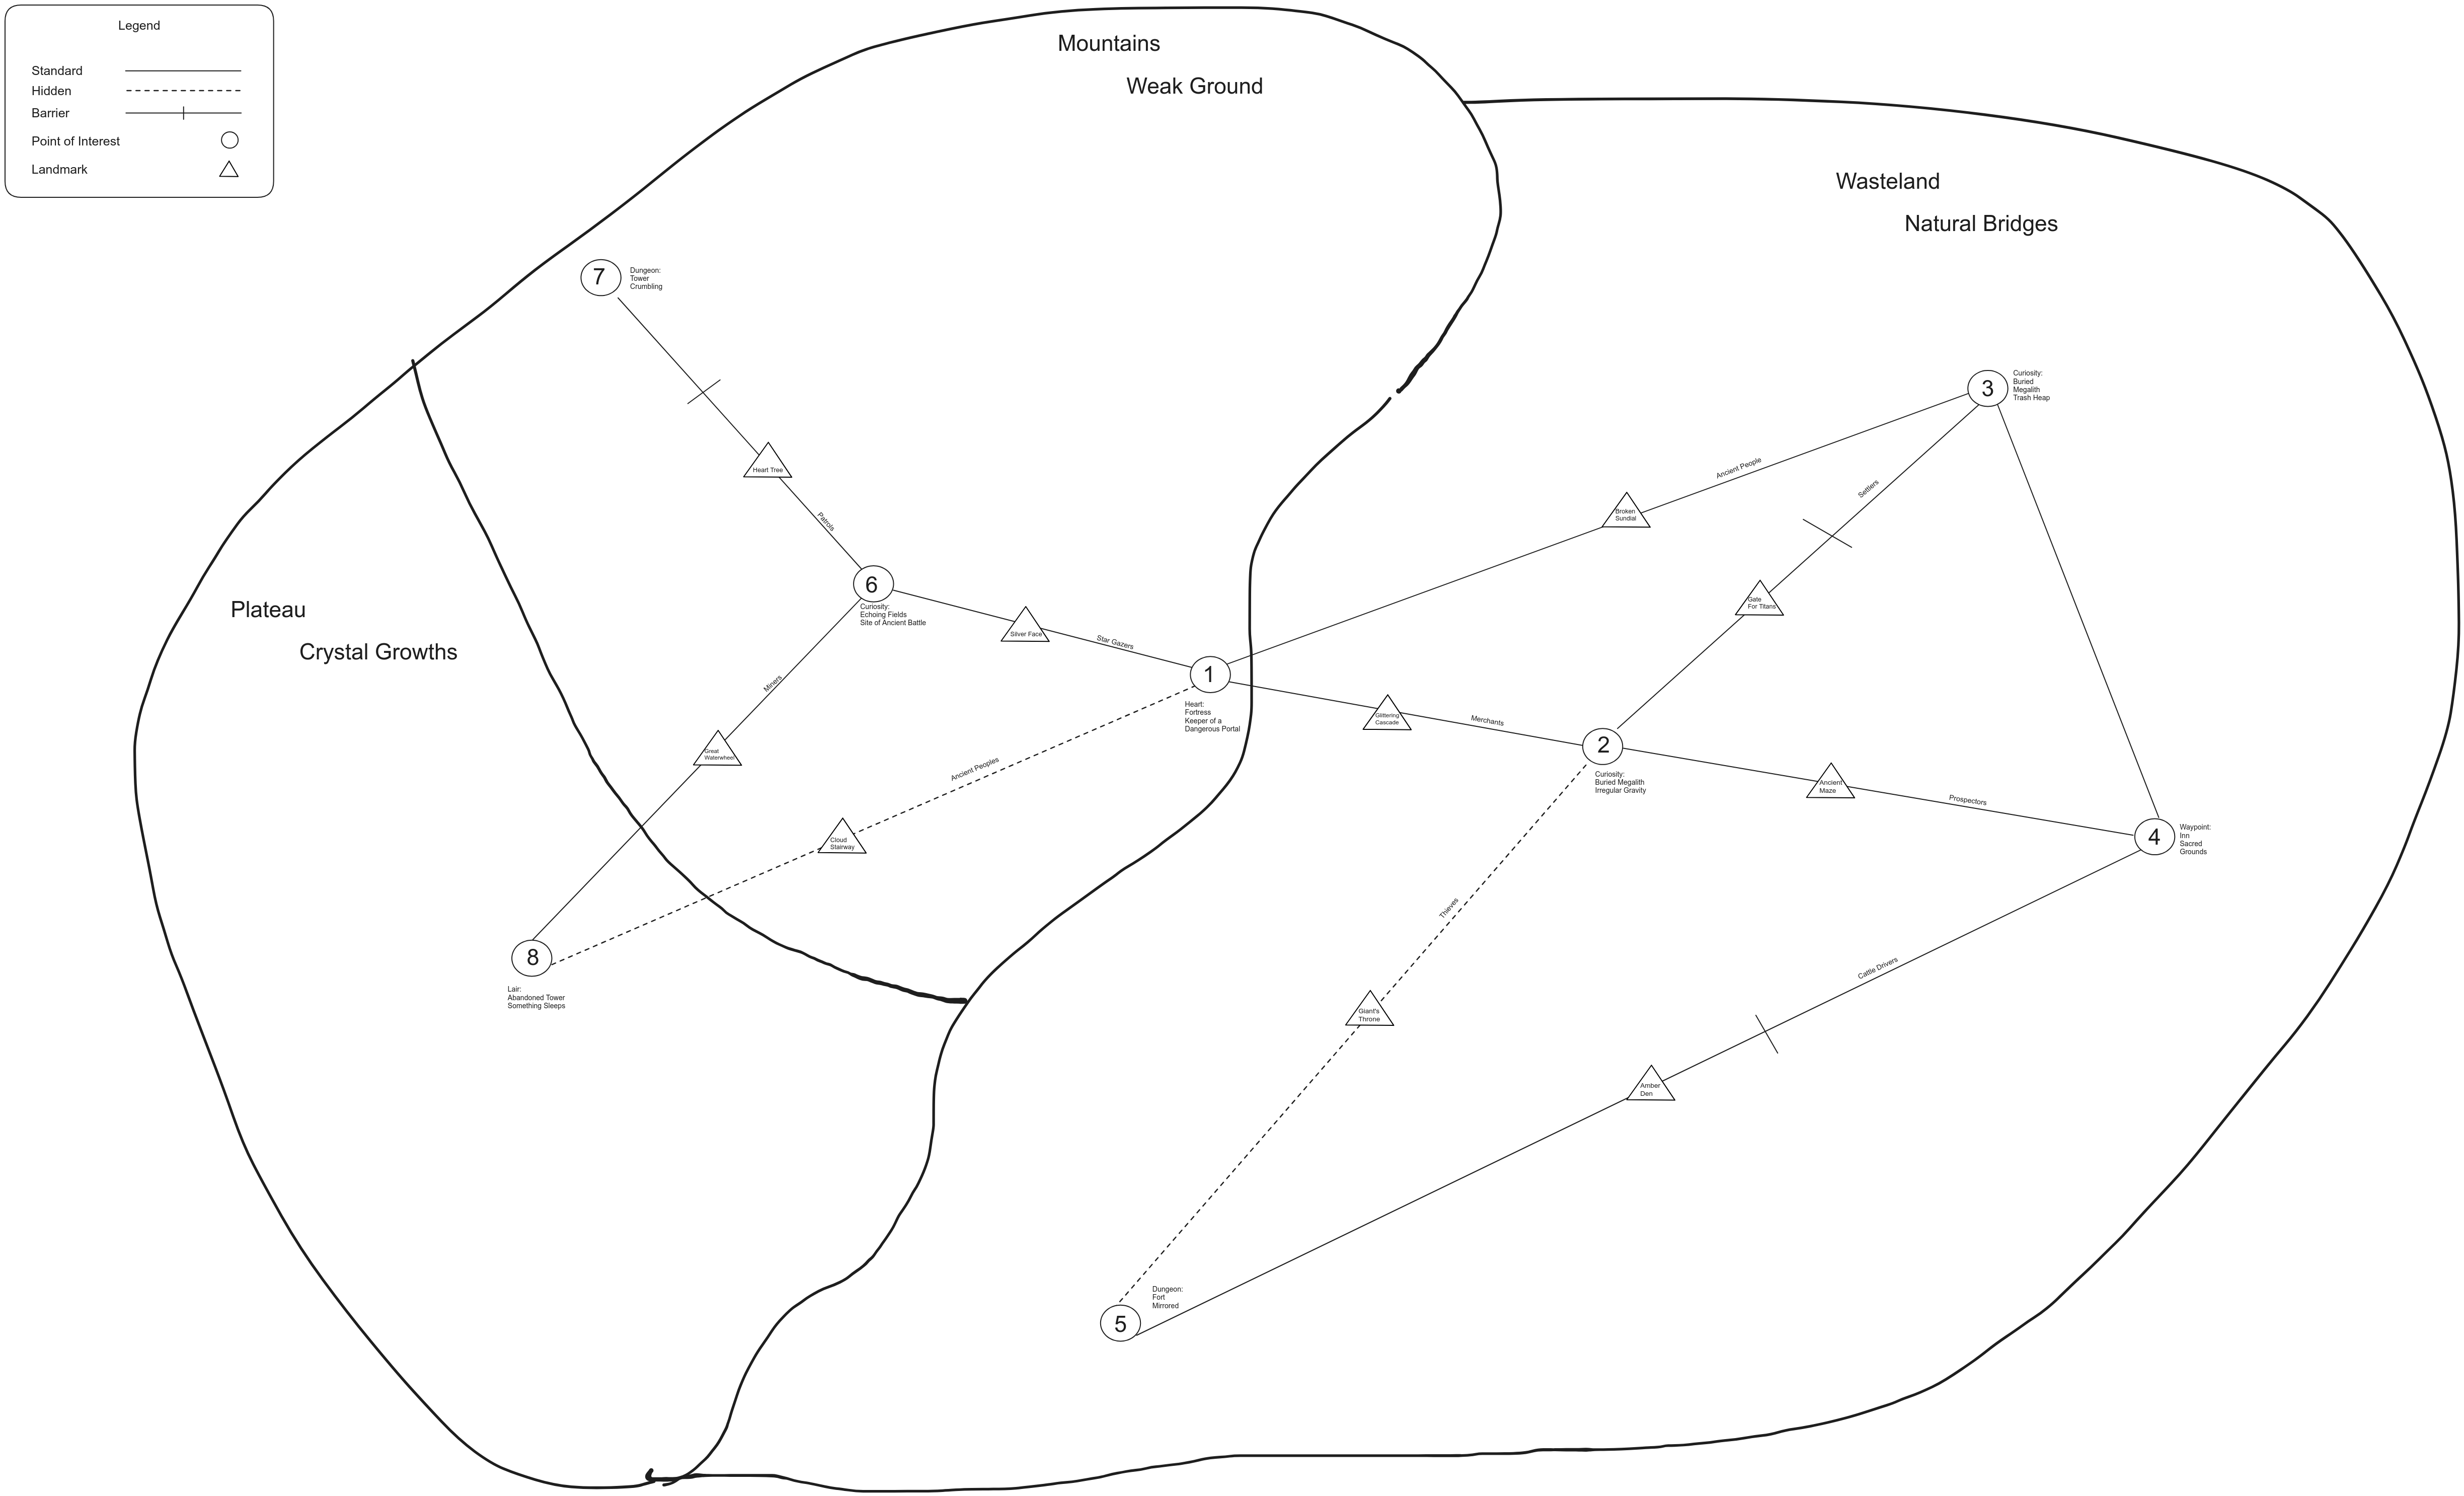 Legend
Standard
Hidden
Barrier
Point of Interest
Landmark
Mountains
Weak Ground
Wasteland
Natural Bridges
Plateau
Crystal Growths
7
Dungeon:
Tower
Crumbling
Heart Tree
Patrols
6
Curiosity:
Echoing Fields
Site of Ancient Battle
Silver Face
Star Gazers
Miners
Great
Waterwheel
Cloud
Stairway
Ancient Peoples
8
Lair:
Abandoned Tower
Something Sleeps
1
Heart:
Fortress
Keeper of a
Dangerous Portal
3
Curiosity:
Buried
Megalith
Trash Heap
Ancient People
Broken
Sundial
Settlers
Gate
For Titans
Glittering
Cascade
Merchants
2
Curiosity:
Buried Megalith
Irregular Gravity
Ancient
Maze
Prospectors
4
Waypoint:
Inn
Sacred
Grounds
Thieves
Giant's
Throne
Cattle Drivers
Amber
Den
5
Dungeon:
Fort
Mirrored